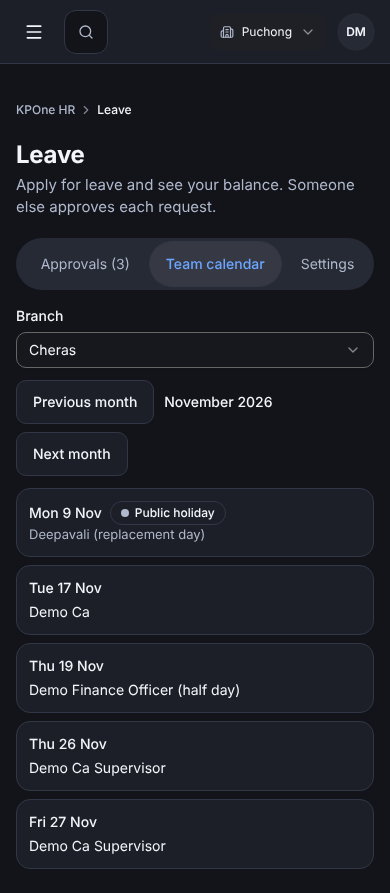 Puchong
DM
KPOne HR > Leave
Leave
Apply for leave and see your balance. Someone
else approves each request.
Approvals (3) Team calendar Settings
Branch
Cheras
Previous month November 2026
Next month
Mon 9 Nov Public holiday
Deepavali (replacement day)
Tue 17 Nov
Demo Ca
Thu 19 Nov
Demo Finance Officer (half day)
Thu 26 Nov
Demo Ca Supervisor
Fri 27 Nov
Demo Ca Supervisor